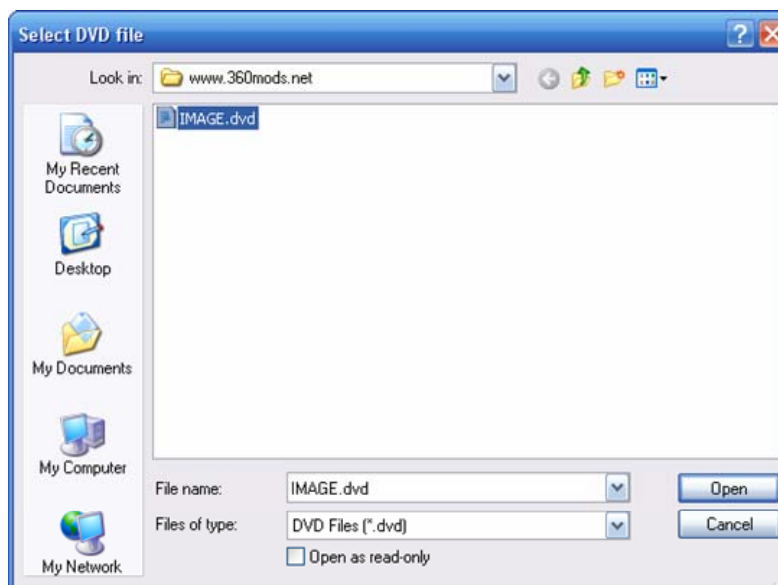 Select DVD file
Look in: www.360mods.net
IMAGE.dvd
My Recent
Documents
Desktop
My Documents
My Computer
My Network
File name: IMAGE.dvd Open
Files of type: DVD Files (*.dvd) Cancel
Open as read-only